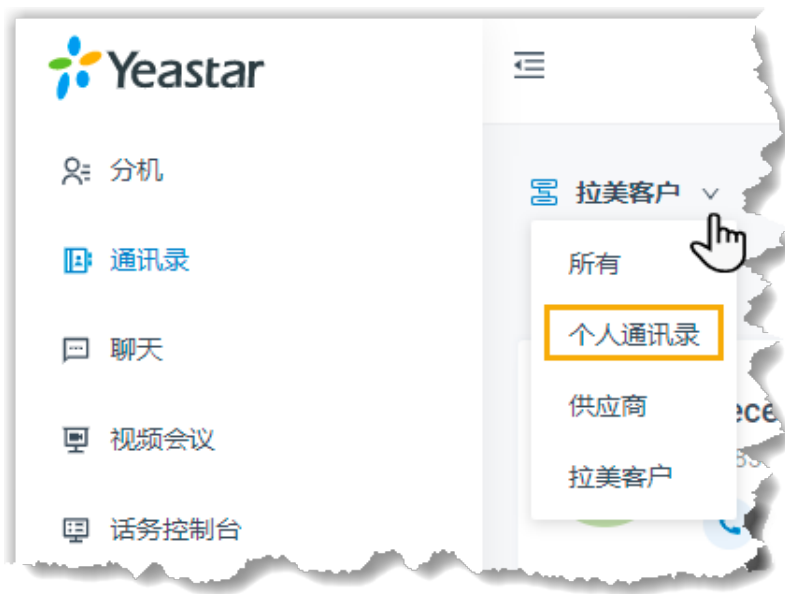 Yeastar
分机
通讯录
聊天
视频会议
话务控制台
拉美客户
所有
个人通讯录
供应商
拉美客户